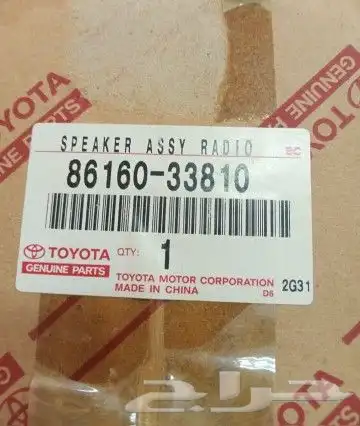 TOYOTA
GENUINE PARTS
SPEAKER ASSY RADIO
86160-33810
TOYOTA
GENUINE PARTS
QTY: 1
TOYOTA MOTOR CORPORATION
MADE IN CHINA
D6
2G31
حراج